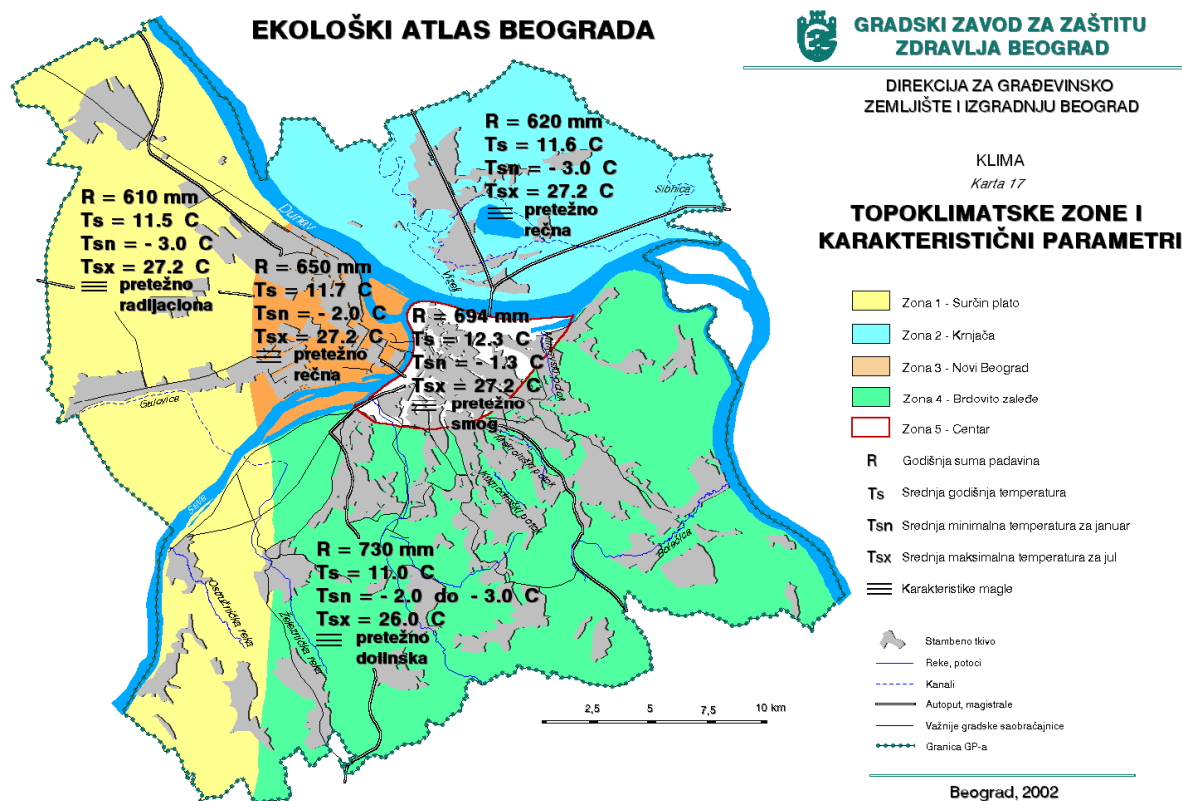 EKOLOŠKI ATLAS BEOGRADA
GRADSKI ZAVOD ZA ZAŠTITU
ZDRAVLJA BEOGRAD
DIREKCIJA ZA GRAĐEVINSKO
ZEMLJIŠTE I IZGRADNJU BEOGRAD
KLIMA
Karta 17
TOPOKLIMATSKE ZONE I
KARAKTERISTIČNI PARAMETRI
Zona 1 - Surčin plato
Zona 2 - Krnjača
Zona 3 - Novi Beograd
Zona 4 - Brdovito zaleđe
Zona 5 - Centar
R Godišnja suma padavina
Ts Srednja godišnja temperatura
Tsn Srednja minimalna temperatura za januar
Tsx Srednja maksimalna temperatura za jul
Karakteristike magle
Stambeno tkivo
Reke, potoci
Kanali
Autoput, magistrale
Važnije gradske saobraćajnice
Granica GP-a
Beograd, 2002
R = 620 mm
Ts = 11.6 C
Tsn = - 3.0 C
Tsx = 27.2 C
pretežno
rečna
R = 610 mm
Ts = 11.5 C
Tsn = - 3.0 C
Tsx = 27.2 C
pretežno
radijaciona
R = 650 mm
Ts = 11.7 C
Tsn = - 2.0 C
Tsx = 27.2 C
pretežno
rečna
R = 694 mm
Ts = 12.3 C
Tsn = - 1.3 C
Tsx = 27.2 C
pretežno
smog
R = 730 mm
Ts = 11.0 C
Tsn = - 2.0 do - 3.0 C
Tsx = 26.0 C
pretežno
dolinska
Dunav
Sibnica
Vizelj
Galovica
Sava
Mirijevski potok
Bolečica
Ostružnička reka
Železnička reka
2,5 5 7,5 10 km